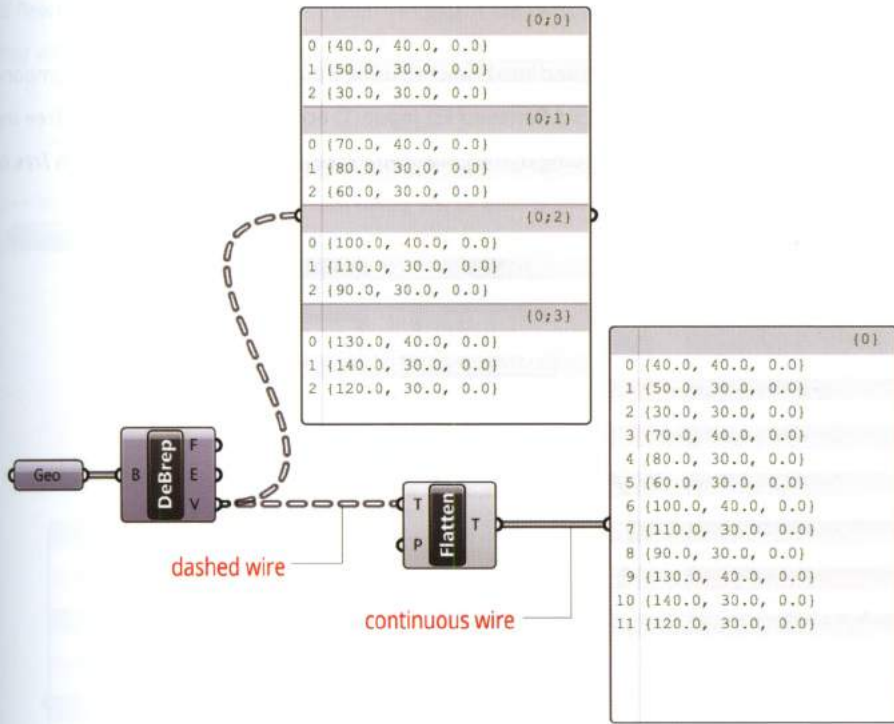 {0;0}
0 {40.0, 40.0, 0.0}
1 {50.0, 30.0, 0.0}
2 {30.0, 30.0, 0.0}
{0;1}
0 {70.0, 40.0, 0.0}
1 {80.0, 30.0, 0.0}
2 {60.0, 30.0, 0.0}
{0;2}
0 {100.0, 40.0, 0.0}
1 {110.0, 30.0, 0.0}
2 {90.0, 30.0, 0.0}
{0;3}
0 {130.0, 40.0, 0.0}
1 {140.0, 30.0, 0.0}
2 {120.0, 30.0, 0.0}
Geo
B
DeBrep
F
E
V
dashed wire
T
P
Flatten
T
continuous wire
{0}
0 {40.0, 40.0, 0.0}
1 {50.0, 30.0, 0.0}
2 {30.0, 30.0, 0.0}
3 {70.0, 40.0, 0.0}
4 {80.0, 30.0, 0.0}
5 {60.0, 30.0, 0.0}
6 {100.0, 40.0, 0.0}
7 {110.0, 30.0, 0.0}
8 {90.0, 30.0, 0.0}
9 {130.0, 40.0, 0.0}
10 {140.0, 30.0, 0.0}
11 {120.0, 30.0, 0.0}